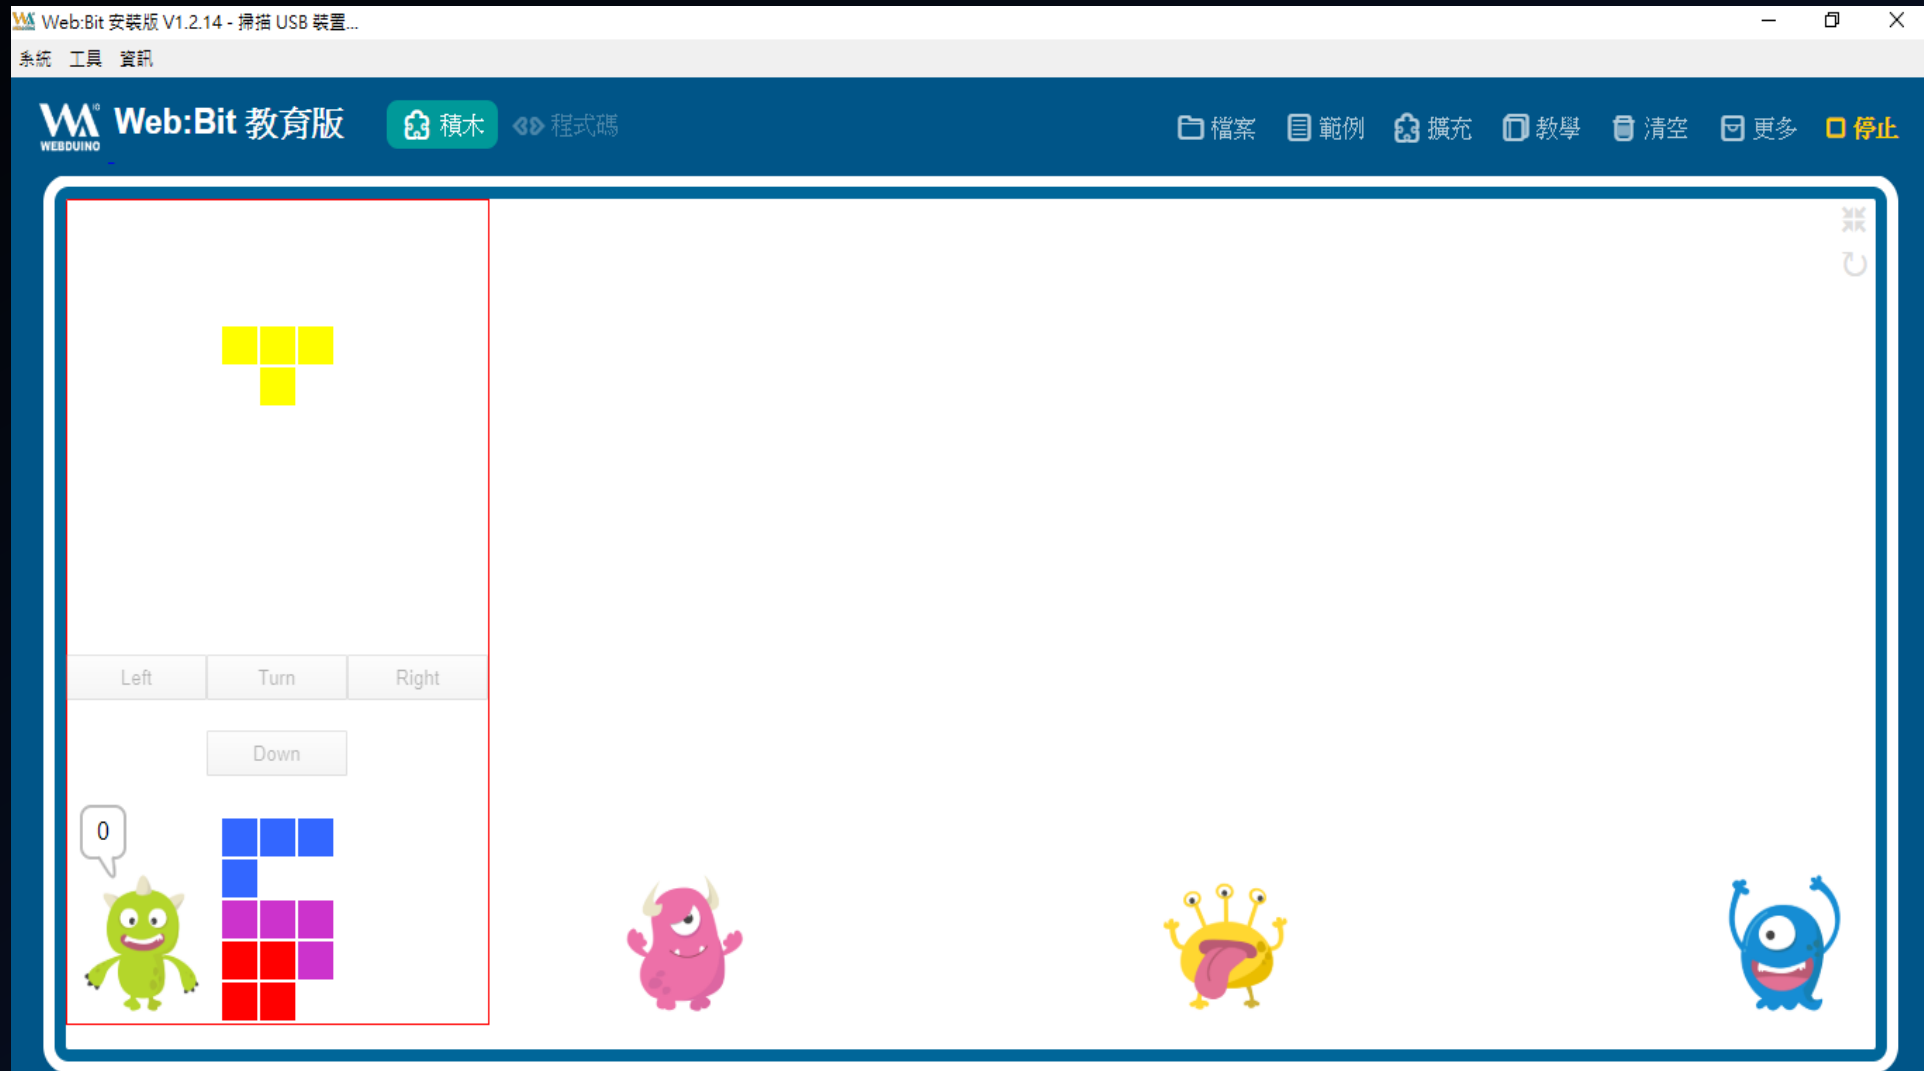 Web:Bit 安裝版 V1.2.14 - 掃描 USB 裝置...
系統 工具 資訊
WEBDUINO IO
Web:Bit 教育版
積木 程式碼
檔案 範例 擴充 教學 清空 更多 停止
Left Turn Right
Down
0